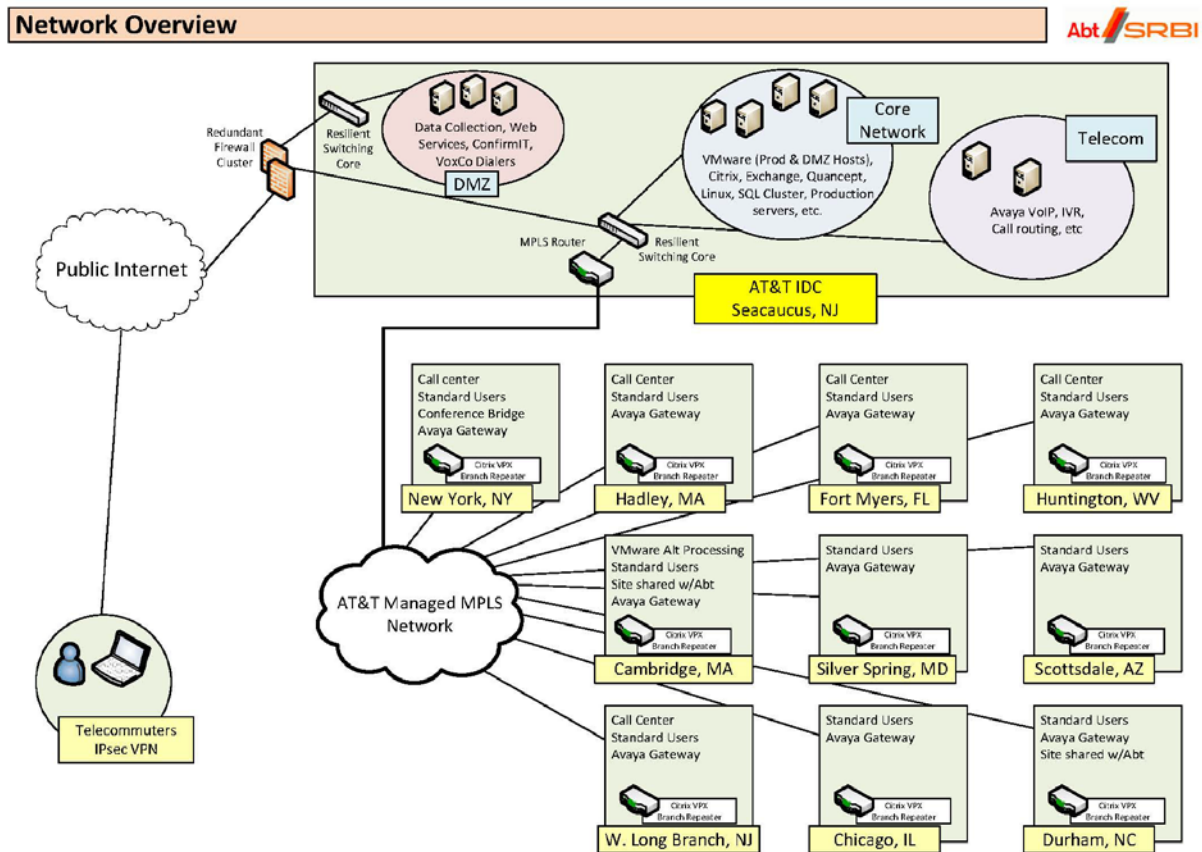 Network Overview
Abt SRBI
Redundant
Firewall
Cluster
Resilient
Switching
Core
Data Collection, Web
Services, ConfirmIT,
VoxCo Dialers
DMZ
VMware (Prod & DMZ Hosts),
Citrix, Exchange, Quancept,
Linux, SQL Cluster, Production
servers, etc.
Core
Network
Telecom
Avaya VoIP, IVR,
Call routing, etc
MPLS Router
Resilient
Switching Core
AT&T IDC
Seacaucus, NJ
Public Internet
Call center
Standard Users
Conference Bridge
Avaya Gateway
Citrix VPX
Branch Repeater
New York, NY
Call Center
Standard Users
Avaya Gateway
Citrix VPX
Branch Repeater
Hadley, MA
Call Center
Standard Users
Avaya Gateway
Citrix VPX
Branch Repeater
Fort Myers, FL
Call Center
Standard Users
Avaya Gateway
Citrix VPX
Branch Repeater
Huntington, WV
AT&T Managed MPLS
Network
VMware Alt Processing
Standard Users
Site shared w/Abt
Avaya Gateway
Citrix VPX
Branch Repeater
Cambridge, MA
Standard Users
Avaya Gateway
Citrix VPX
Branch Repeater
Silver Spring, MD
Standard Users
Avaya Gateway
Citrix VPX
Branch Repeater
Scottsdale, AZ
Telecommuters
IPsec VPN
Call Center
Standard Users
Avaya Gateway
Citrix VPX
Branch Repeater
W. Long Branch, NJ
Standard Users
Avaya Gateway
Citrix VPX
Branch Repeater
Chicago, IL
Standard Users
Avaya Gateway
Site shared w/Abt
Citrix VPX
Branch Repeater
Durham, NC